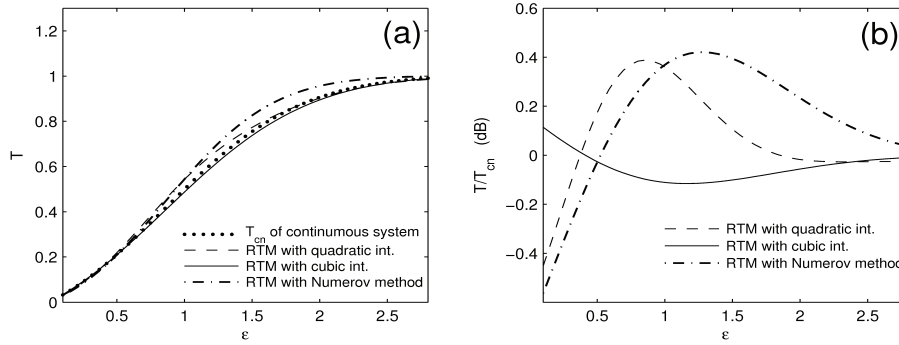 (a)
T
1.2
1
0.8
0.6
0.4
0.2
0
0.5
1
1.5
2
2.5
ε
T_cn of continumous system
RTM with quadratic int.
RTM with cubic int.
RTM with Numerov method
(b)
T/T_cn (dB)
0.4
0.2
0
−0.2
−0.4
0.5
1
1.5
2
2.5
ε
RTM with quadratic int.
RTM with cubic int.
RTM with Numerov method